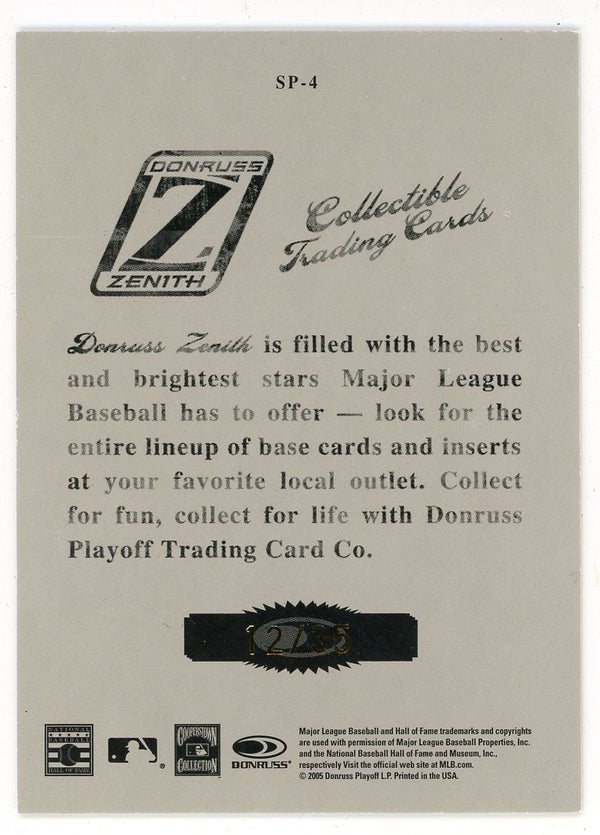 SP-4
DONRUSS
Z
ZENITH
Collectible
Trading Cards
Donruss Zenith is filled with the best
and brightest stars Major League
Baseball has to offer — look for the
entire lineup of base cards and inserts
at your favorite local outlet. Collect
for fun, collect for life with Donruss
Playoff Trading Card Co.
12/35
NATIONAL
BASEBALL
HALL OF FAME
COOPERSTOWN
COLLECTION
DONRUSS®
Major League Baseball and Hall of Fame trademarks and copyrights
are used with permission of Major League Baseball Properties, Inc.
and the National Baseball Hall of Fame and Museum, Inc.,
respectively Visit the official web site at MLB.com.
© 2005 Donruss Playoff L.P. Printed in the USA.